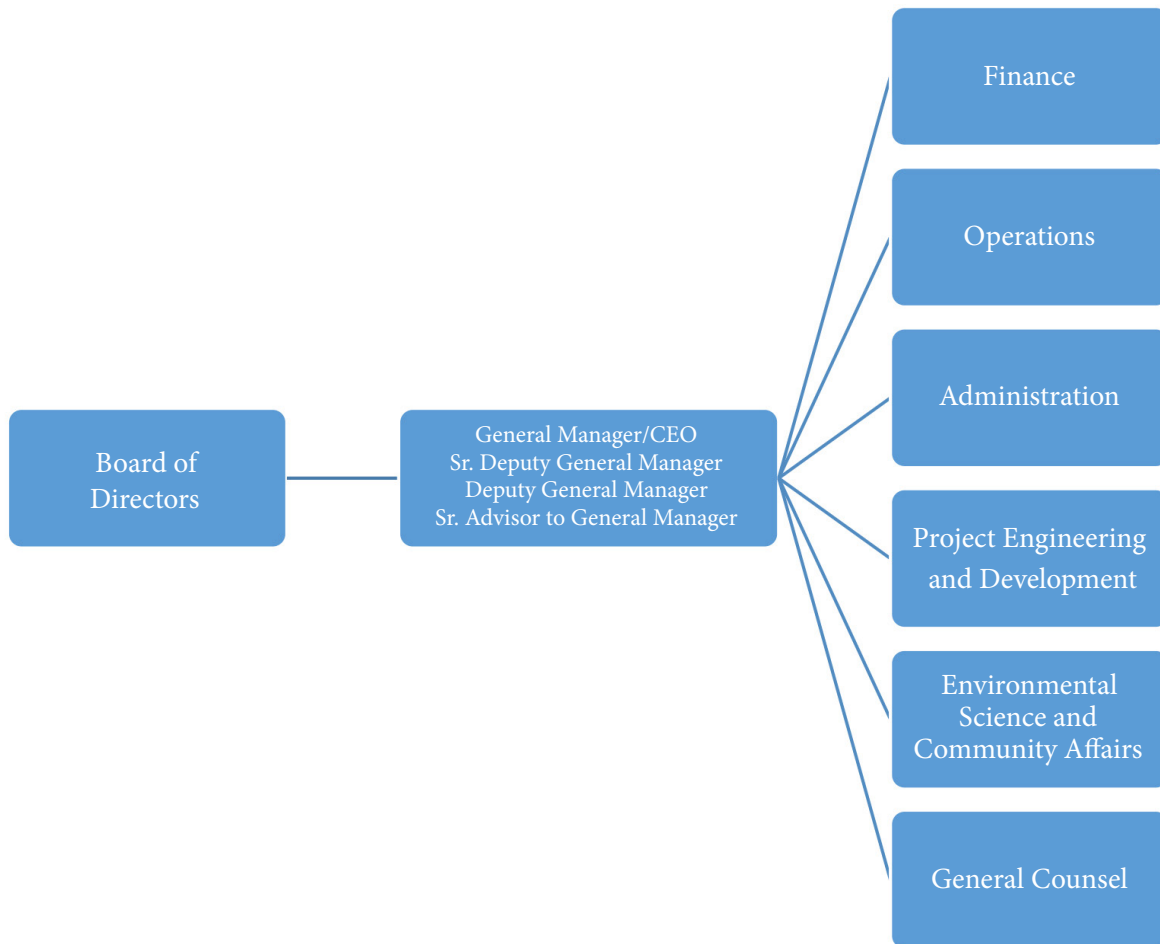 Board of
Directors
General Manager/CEO
Sr. Deputy General Manager
Deputy General Manager
Sr. Advisor to General Manager
Finance
Operations
Administration
Project Engineering
and Development
Environmental
Science and
Community Affairs
General Counsel